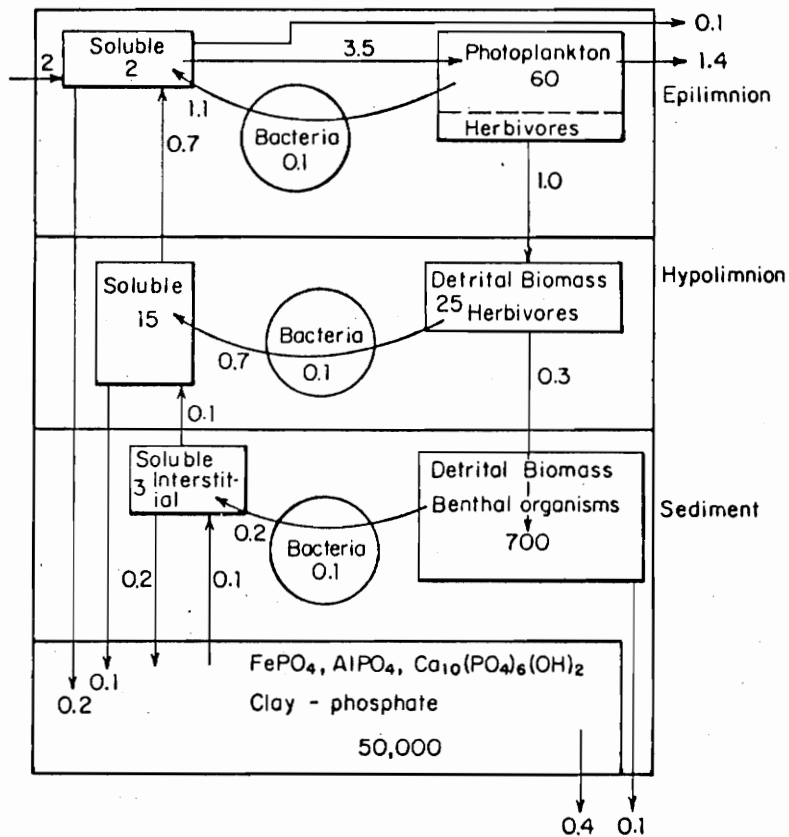 0.1
Soluble
2
2
3.5
Photoplankton
60
1.4
Epilimnion
1.1
Bacteria
0.1
Herbivores
0.7
1.0
Hypolimnion
Soluble
15
Detrital Biomass
25 Herbivores
Bacteria
0.1
0.7
0.3
0.1
Soluble
3 Interstit-
ial
Detrital Biomass
Benthal organisms
700
Sediment
0.2
Bacteria
0.1
0.2
0.1
FePO₄, AlPO₄, Ca₁₀(PO₄)₆(OH)₂
0.1
0.2
Clay - phosphate
50,000
0.4
0.1